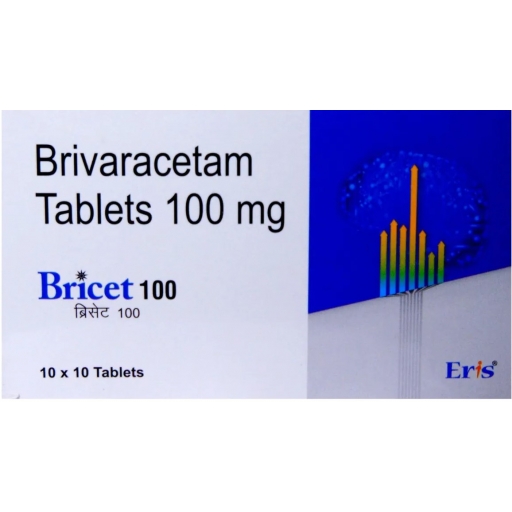 Brivaracetam
Tablets 100 mg
Bricet 100
ब्रिसेट 100
10 x 10 Tablets
Eris®